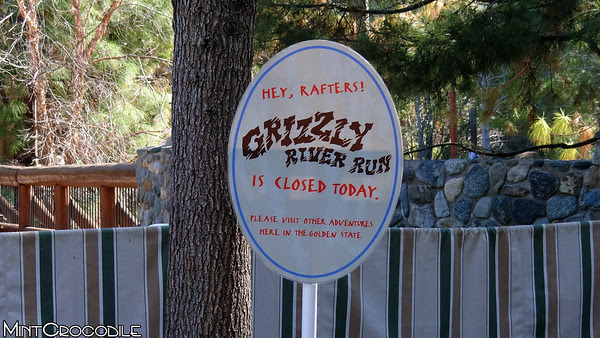 HEY, RAFTERS!
GRIZZLY
RIVER RUN
IS CLOSED TODAY.
PLEASE VISIT OTHER ADVENTURES
HERE IN THE GOLDEN STATE.
MINTCROCODILE